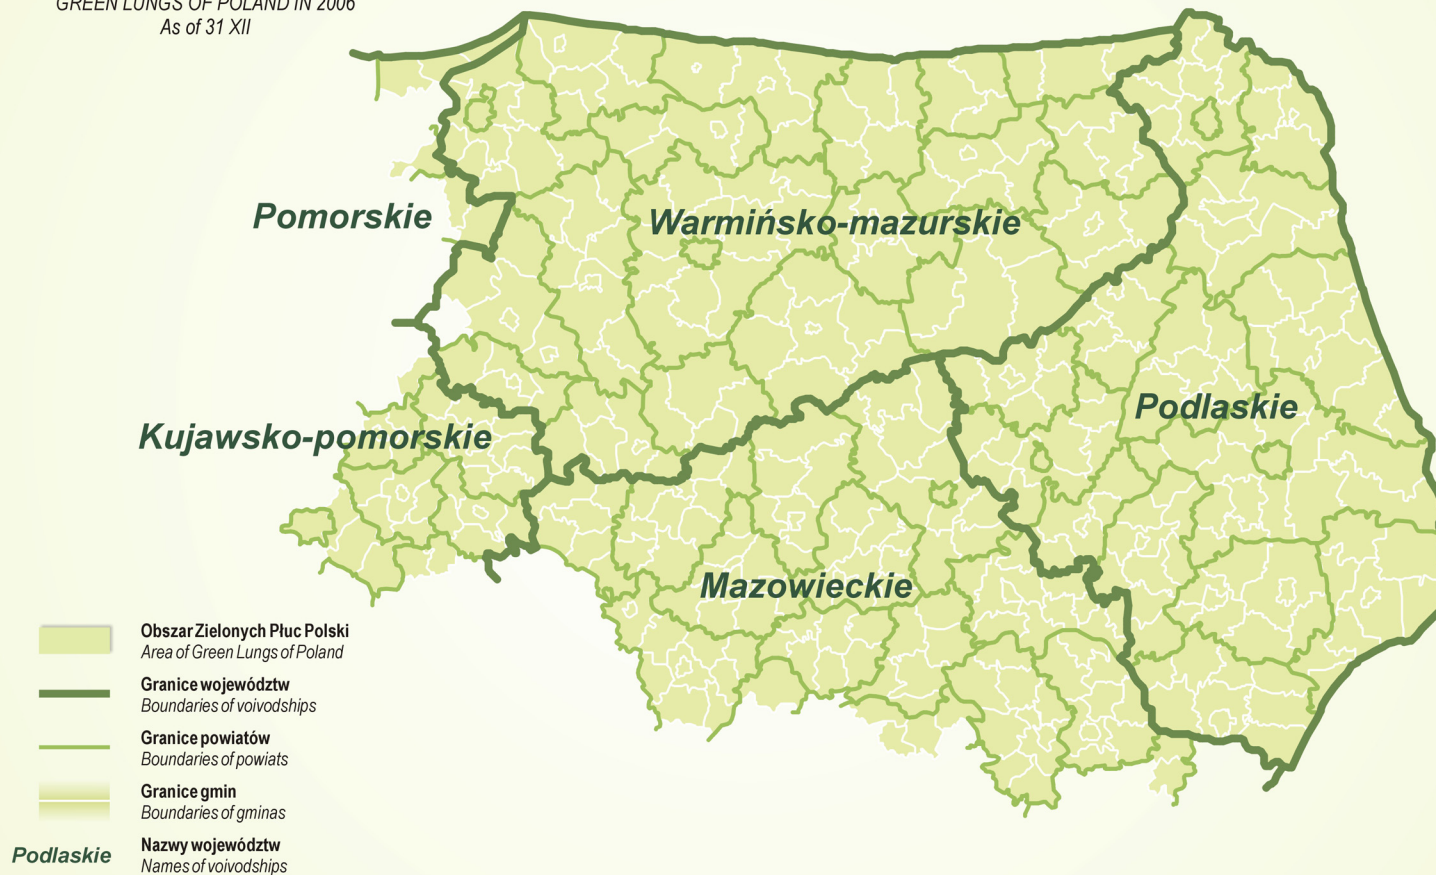 GREEN LUNGS OF POLAND IN 2006
As of 31 XII
Pomorskie
Warmińsko-mazurskie
Podlaskie
Kujawsko-pomorskie
Mazowieckie
Obszar Zielonych Płuc Polski
Area of Green Lungs of Poland
Granice województw
Boundaries of voivodships
Granice powiatów
Boundaries of powiats
Granice gmin
Boundaries of gminas
Podlaskie
Nazwy województw
Names of voivodships